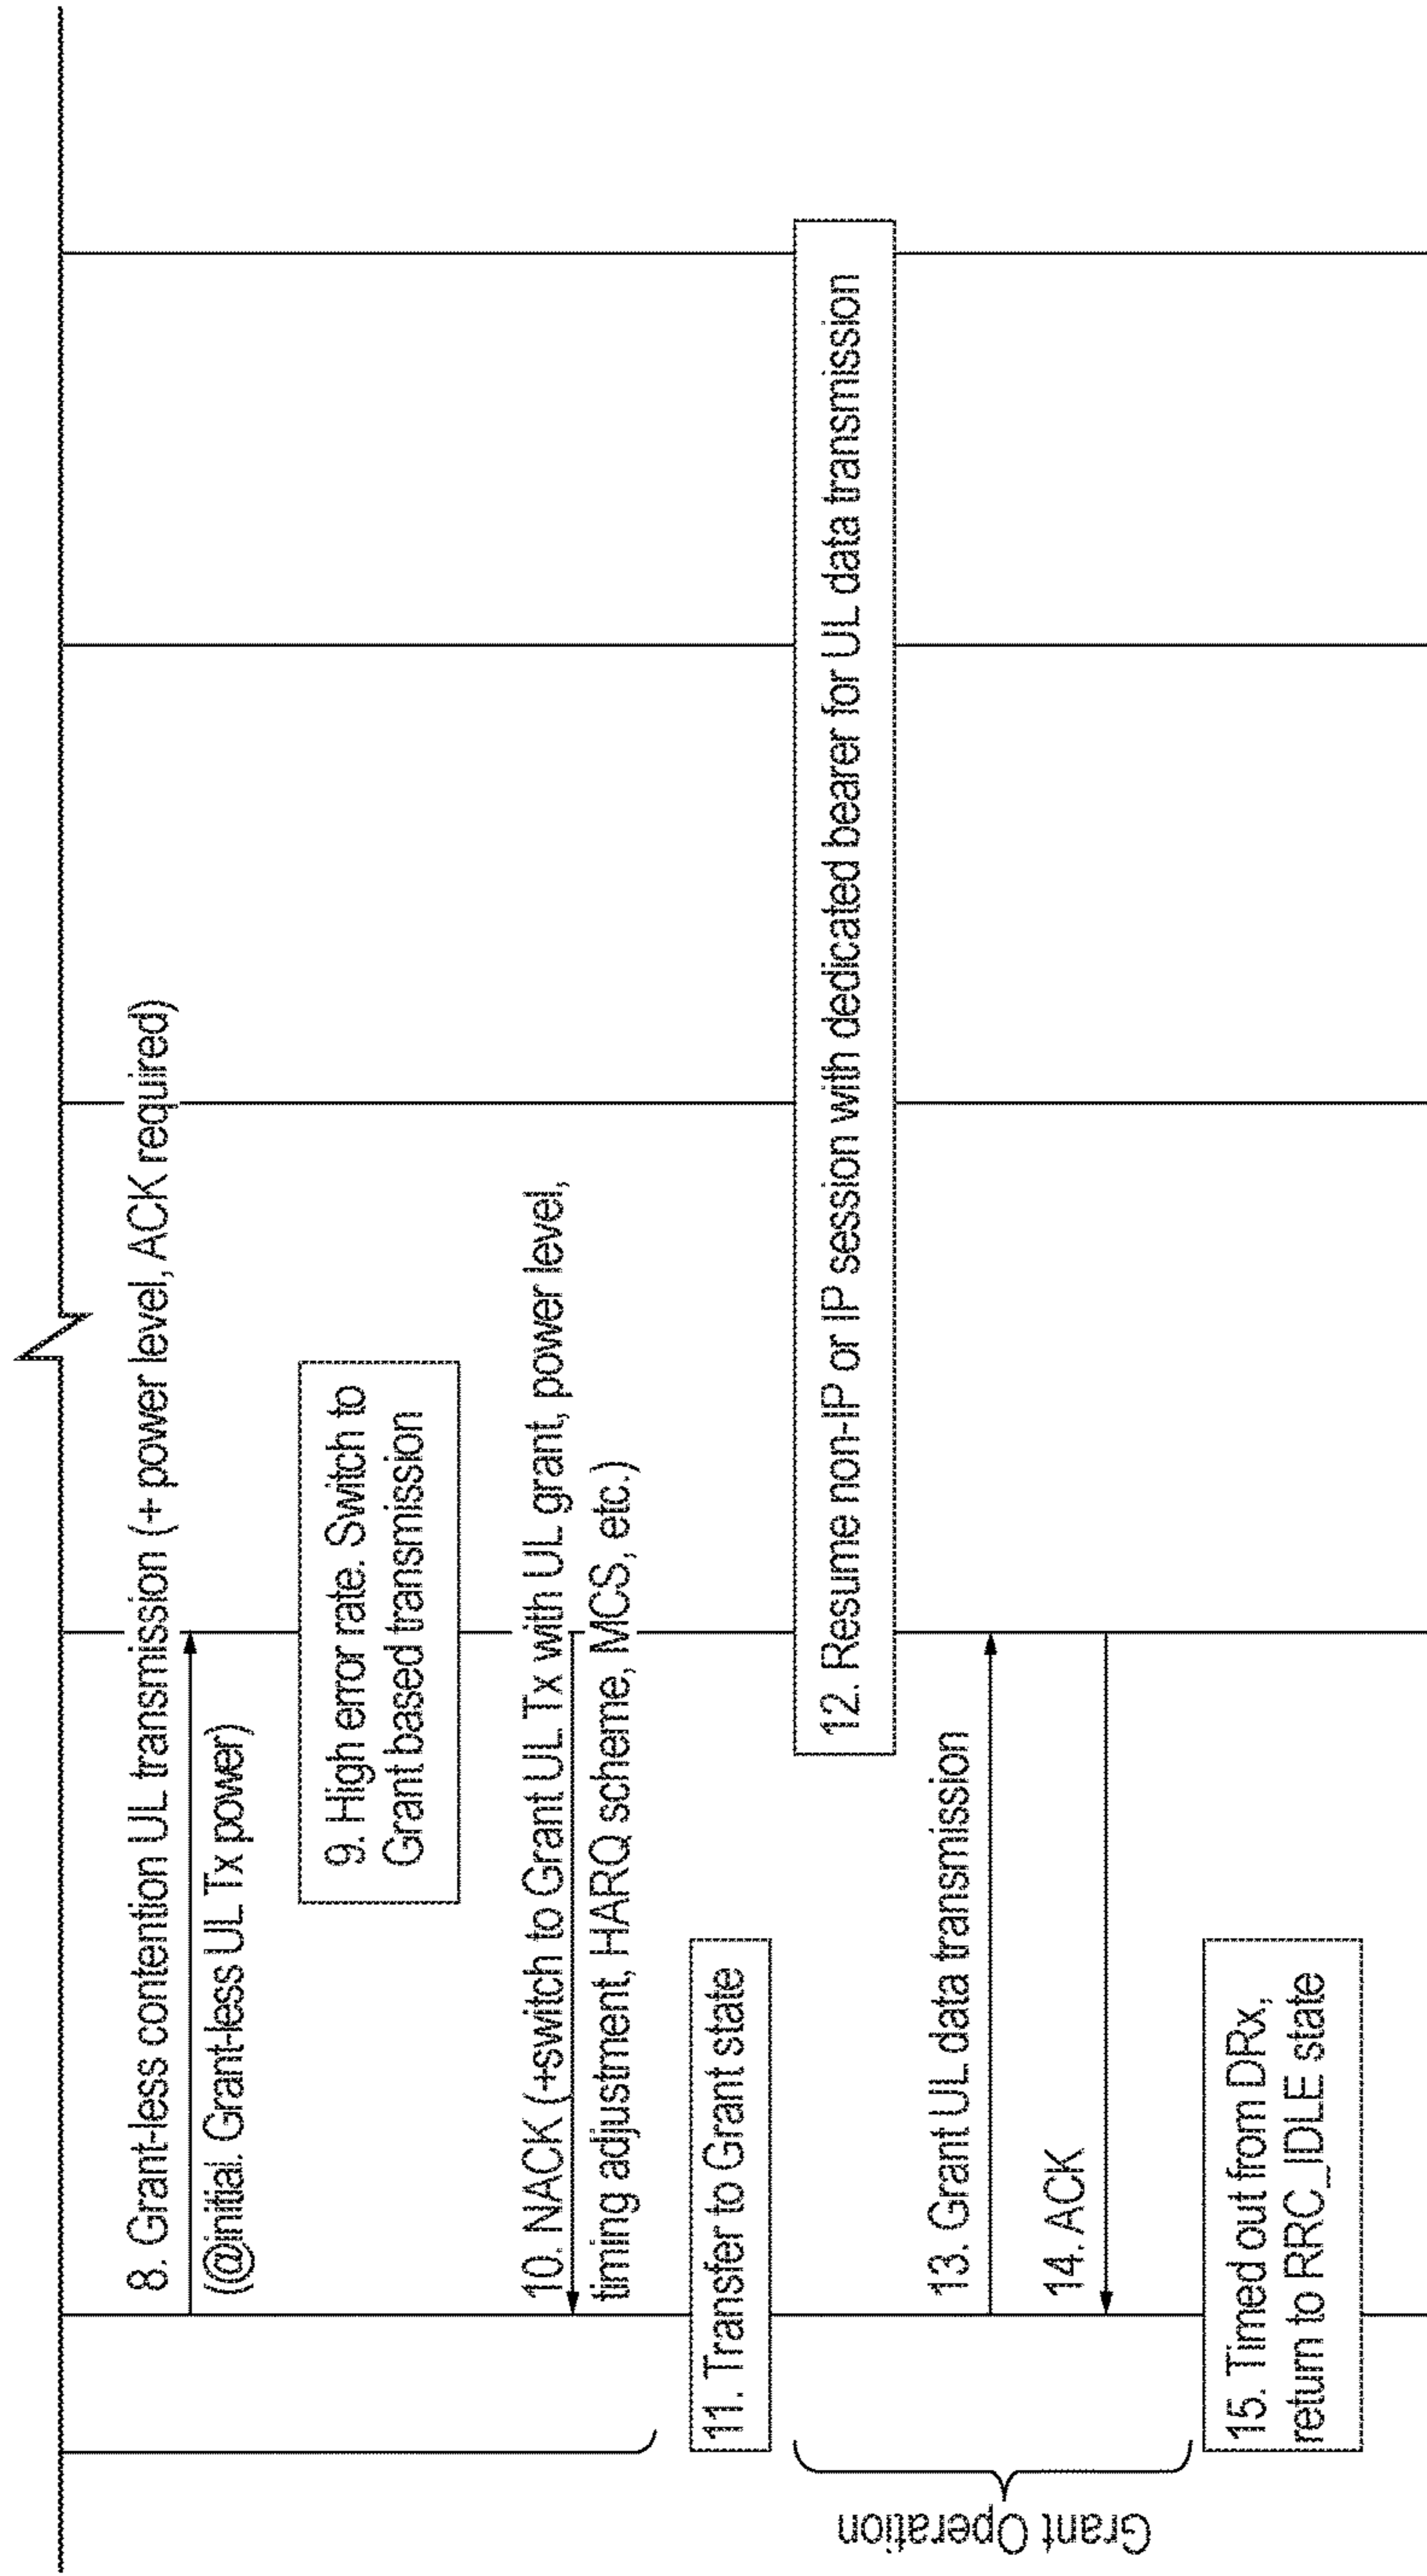 8. Grant-less contention UL transmission (+ power level, ACK required)
(@initial. Grant-less UL Tx power)
9. High error rate. Switch to
Grant based transmission
10. NACK (+switch to Grant UL Tx with UL grant, power level,
timing adjustment, HARQ scheme, MCS, etc.)
11. Transfer to Grant state
12. Resume non-IP or IP session with dedicated bearer for UL data transmission
Grant Operation
13. Grant UL data transmission
14. ACK
15. Timed out from DRx,
return to RRC_IDLE state